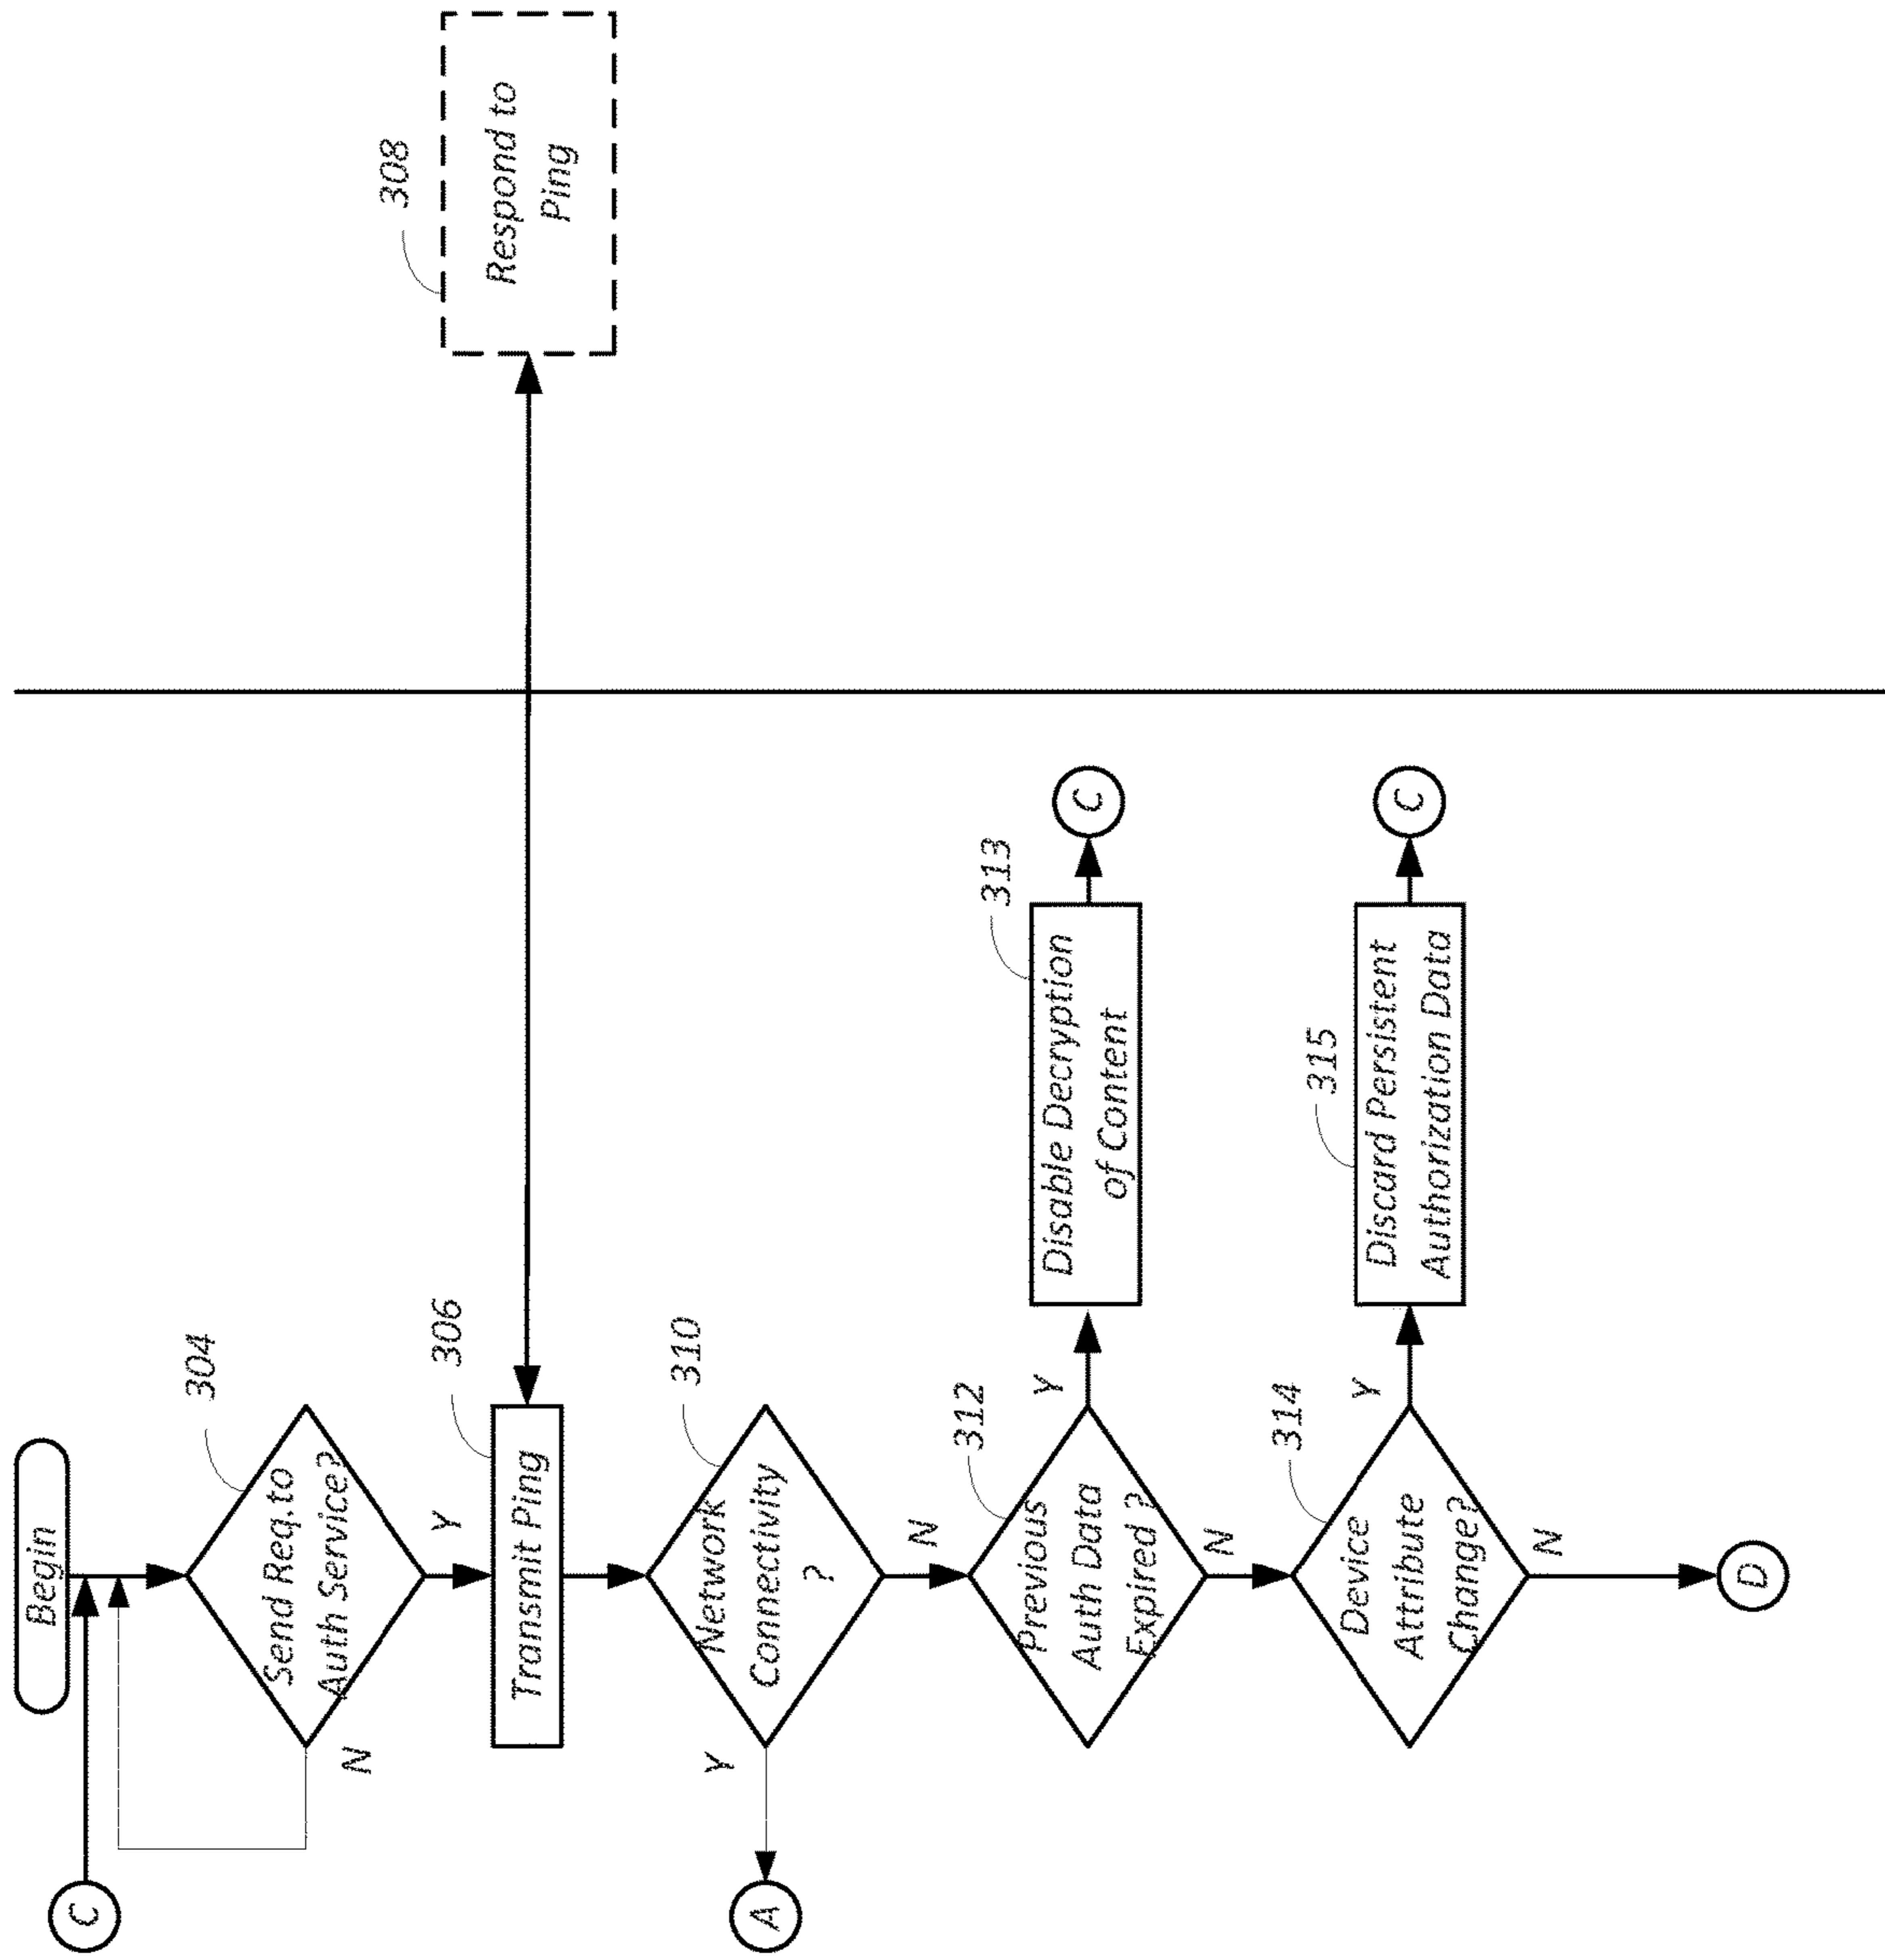 C
Begin
304
Send Req. to
Auth Service?
N
Y
306
Transmit Ping
308
Respond to
Ping
310
Network
Connectivity
?
Y
A
N
312
Previous
Auth Data
Expired ?
Y
313
Disable Decryption
of Content
C
N
314
Device
Attribute
Change?
Y
315
Discard Persistent
Authorization Data
C
N
D